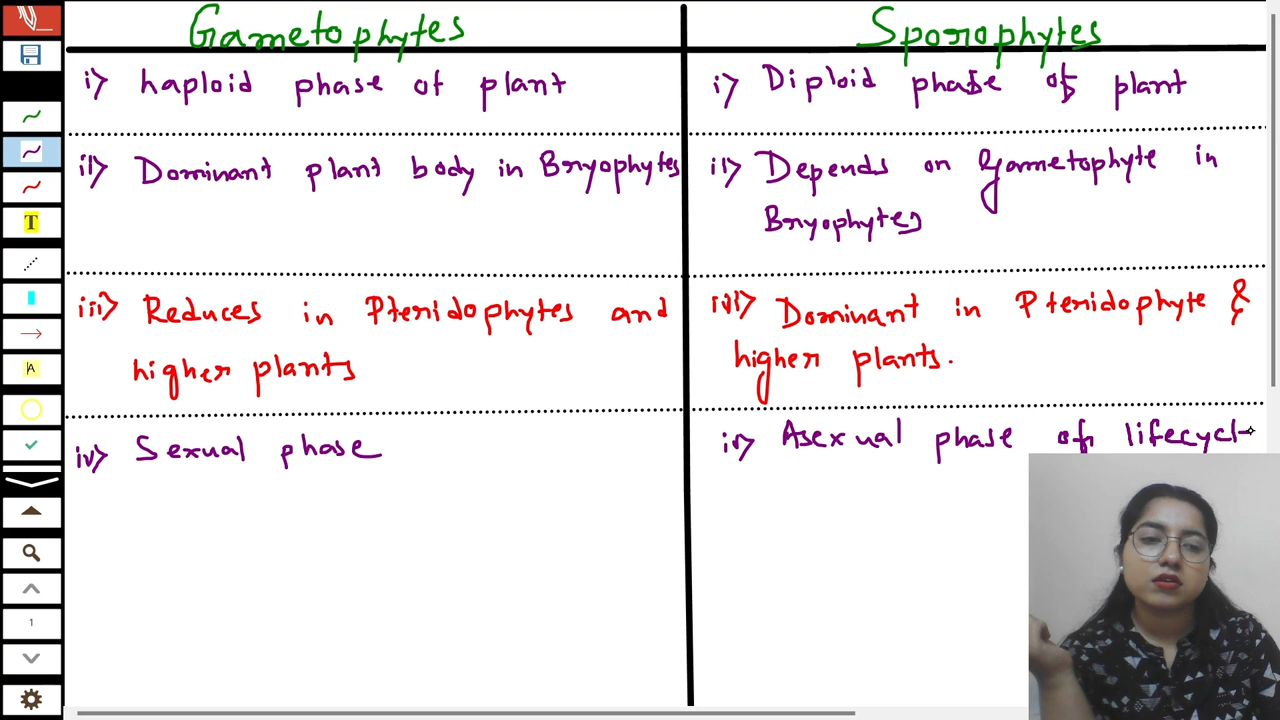 Gametophytes
Sporophytes
i) haploid phase of plant
i) Diploid phase of plant
ii) Dominant plant body in Bryophytes
ii) Depends on gametophyte in
Bryophytes
iii) Reduces in Pteridophytes and
higher plants
iii) Dominant in Pteridophyte &
higher plants.
iv) Sexual phase
iv) Asexual phase of lifecycl
T
A
1